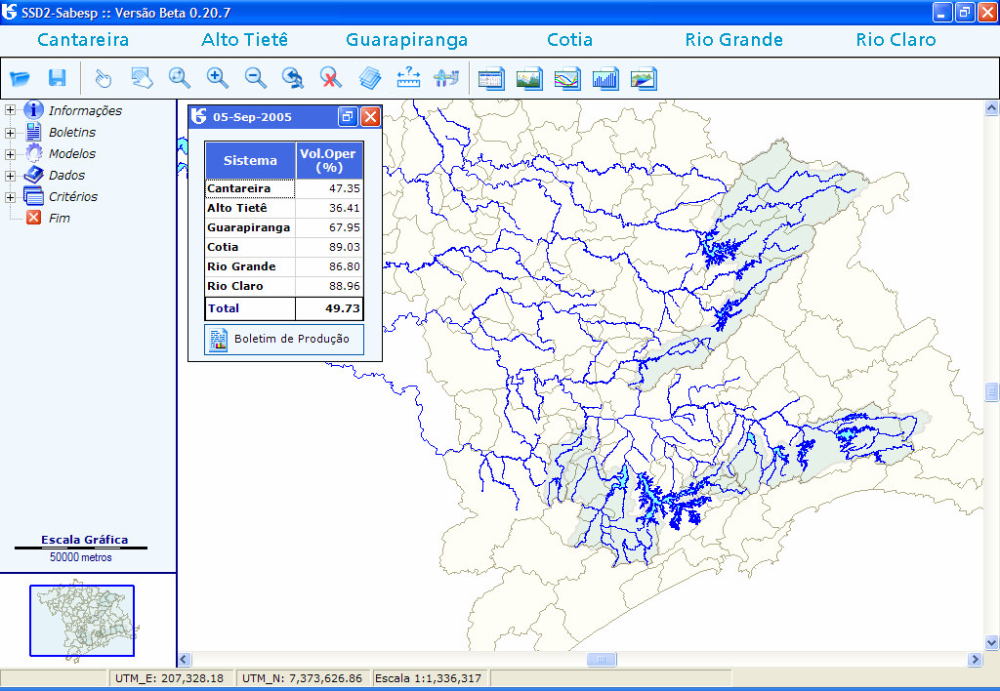 SSD2-Sabesp :: Versão Beta 0.20.7
Cantareira Alto Tietê Guarapiranga Cotia Rio Grande Rio Claro
Informações
Boletins
Modelos
Dados
Critérios
Fim
05-Sep-2005
Sistema Vol.Oper (%)
Cantareira 47.35
Alto Tietê 36.41
Guarapiranga 67.95
Cotia 89.03
Rio Grande 86.80
Rio Claro 88.96
Total 49.73
Boletim de Produção
Escala Gráfica
50000 metros
UTM_E: 207,328.18 UTM_N: 7,373,626.86 Escala 1:1,336,317